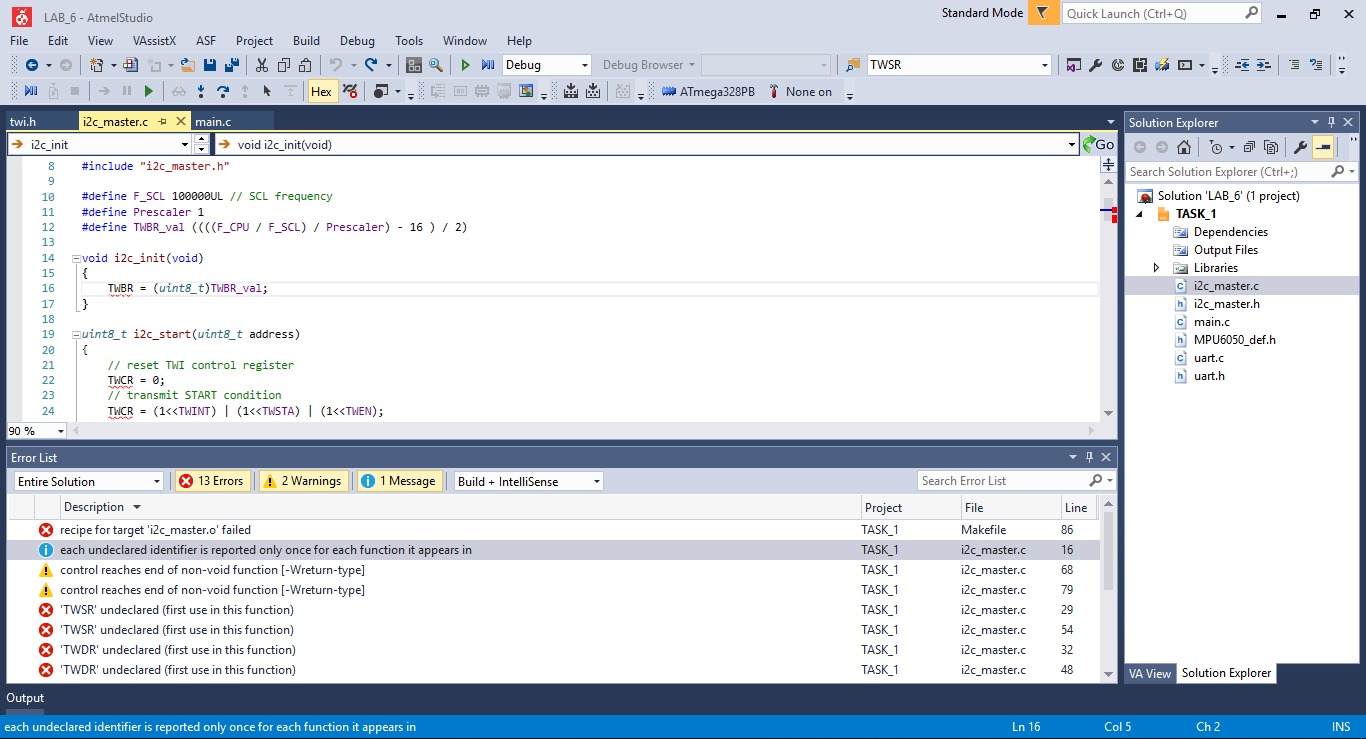 LAB_6 - AtmelStudio
Standard Mode
Quick Launch (Ctrl+Q)
File Edit View VAssistX ASF Project Build Debug Tools Window Help
Debug Debug Browser TWSR
Hex ATmega328PB None on
twi.h i2c_master.c main.c
i2c_init void i2c_init(void) Go
8 #include "i2c_master.h"
9
10 #define F_SCL 100000UL // SCL frequency
11 #define Prescaler 1
12 #define TWBR_val ((((F_CPU / F_SCL) / Prescaler) - 16 ) / 2)
13
14 void i2c_init(void)
15 {
16 TWBR = (uint8_t)TWBR_val;
17 }
18
19 uint8_t i2c_start(uint8_t address)
20 {
21 // reset TWI control register
22 TWCR = 0;
23 // transmit START condition
24 TWCR = (1<<TWINT) | (1<<TWSTA) | (1<<TWEN);
90 %
Solution Explorer
Search Solution Explorer (Ctrl+;)
Solution 'LAB_6' (1 project)
TASK_1
Dependencies
Output Files
Libraries
i2c_master.c
i2c_master.h
main.c
MPU6050_def.h
uart.c
uart.h
VA View Solution Explorer
Error List
Entire Solution 13 Errors 2 Warnings 1 Message Build + IntelliSense Search Error List
Description Project File Line
recipe for target 'i2c_master.o' failed TASK_1 Makefile 86
each undeclared identifier is reported only once for each function it appears in TASK_1 i2c_master.c 16
control reaches end of non-void function [-Wreturn-type] TASK_1 i2c_master.c 68
control reaches end of non-void function [-Wreturn-type] TASK_1 i2c_master.c 79
'TWSR' undeclared (first use in this function) TASK_1 i2c_master.c 29
'TWSR' undeclared (first use in this function) TASK_1 i2c_master.c 54
'TWDR' undeclared (first use in this function) TASK_1 i2c_master.c 32
'TWDR' undeclared (first use in this function) TASK_1 i2c_master.c 48
Output
each undeclared identifier is reported only once for each function it appears in Ln 16 Col 5 Ch 2 INS